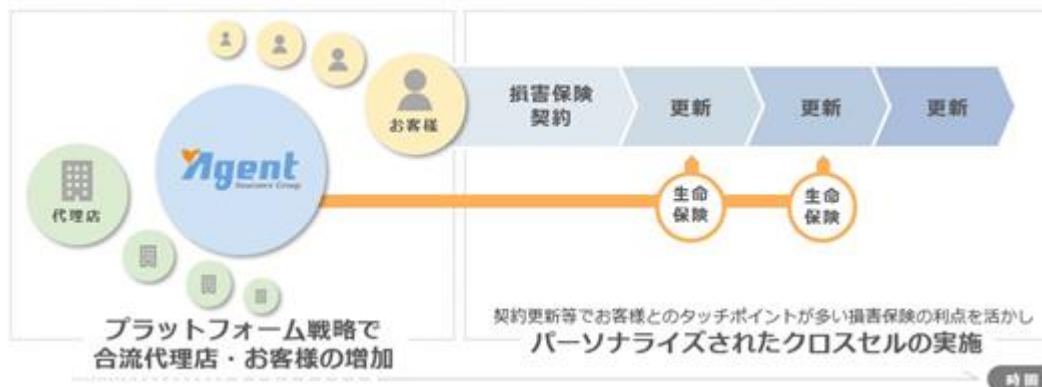 お客様
損害保険
契約
更新
更新
更新
Agent
Insurance Group
代理店
生命
保険
生命
保険
プラットフォーム戦略で
合流代理店・お客様の増加
契約更新等でお客様とのタッチポイントが多い損害保険の利点を活かし
パーソナライズされたクロスセルの実施
時間